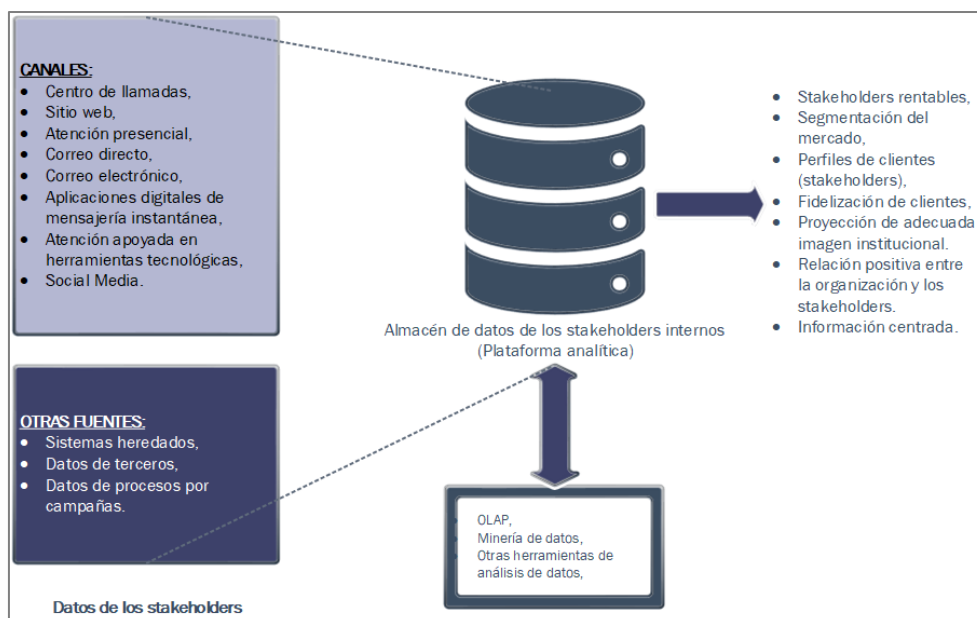 CANALES:
• Centro de llamadas,
• Sitio web,
• Atención presencial,
• Correo directo,
• Correo electrónico,
• Aplicaciones digitales de
mensajería instantánea,
• Atención apoyada en
herramientas tecnológicas,
• Social Media.
OTRAS FUENTES:
• Sistemas heredados,
• Datos de terceros,
• Datos de procesos por
campañas.
Datos de los stakeholders
Almacén de datos de los stakeholders internos
(Plataforma analítica)
OLAP,
Minería de datos,
Otras herramientas de
análisis de datos,
• Stakeholders rentables,
• Segmentación del
mercado,
• Perfiles de clientes
(stakeholders),
• Fidelización de clientes,
• Proyección de adecuada
imagen institucional.
• Relación positiva entre
la organización y los
stakeholders.
• Información centrada.